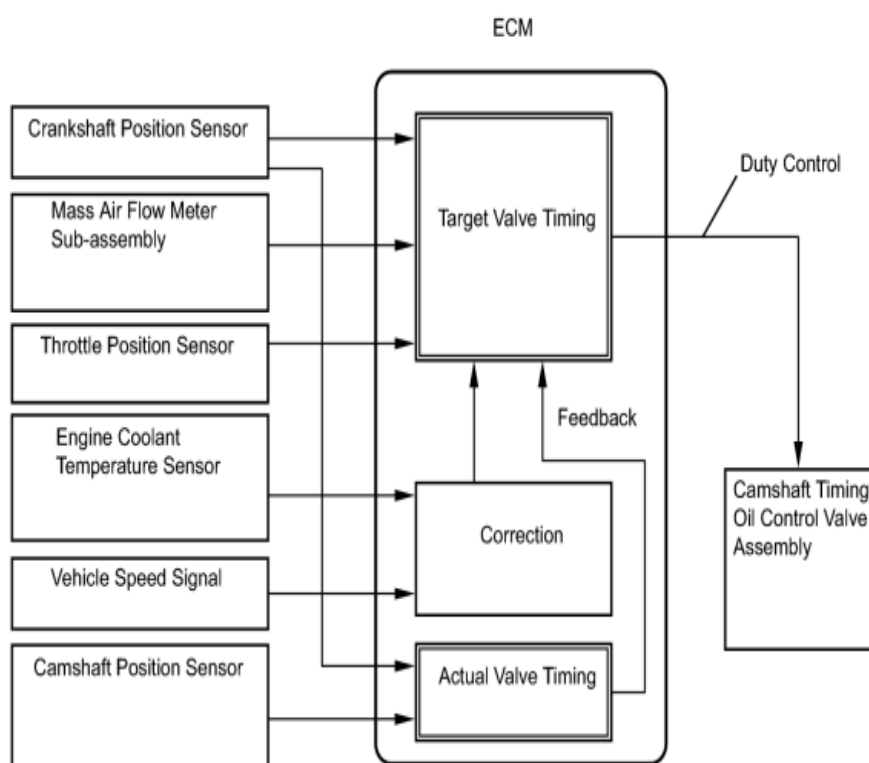 ECM
Crankshaft Position Sensor
Mass Air Flow Meter
Sub-assembly
Throttle Position Sensor
Engine Coolant
Temperature Sensor
Vehicle Speed Signal
Camshaft Position Sensor
Target Valve Timing
Feedback
Correction
Actual Valve Timing
Duty Control
Camshaft Timing
Oil Control Valve
Assembly